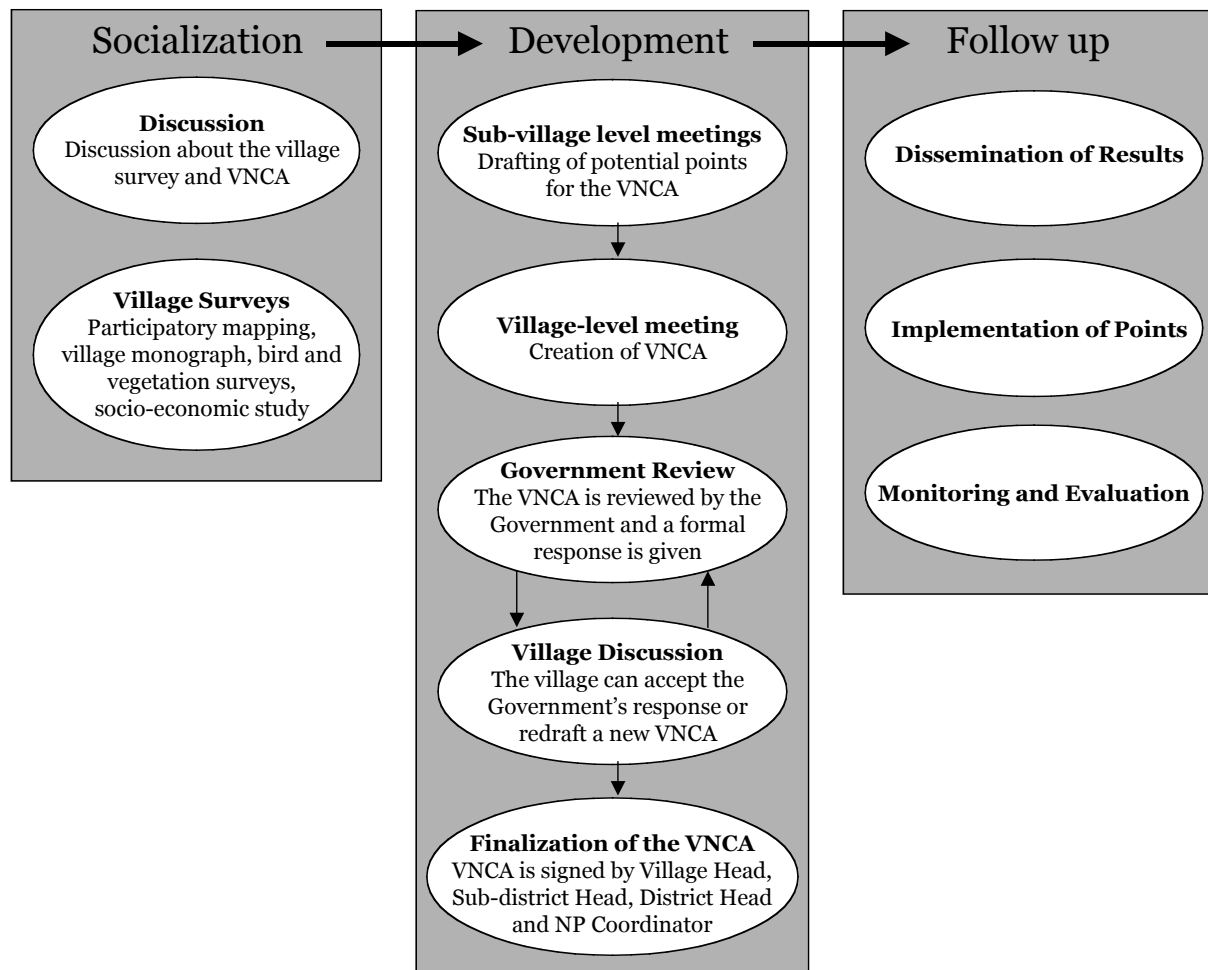 Socialization
Discussion
Discussion about the village
survey and VNCA
Village Surveys
Participatory mapping,
village monograph, bird and
vegetation surveys,
socio-economic study
Development
Sub-village level meetings
Drafting of potential points
for the VNCA
Village-level meeting
Creation of VNCA
Government Review
The VNCA is reviewed by the
Government and a formal
response is given
Village Discussion
The village can accept the
Government’s response or
redraft a new VNCA
Finalization of the VNCA
VNCA is signed by Village Head,
Sub-district Head, District Head
and NP Coordinator
Follow up
Dissemination of Results
Implementation of Points
Monitoring and Evaluation